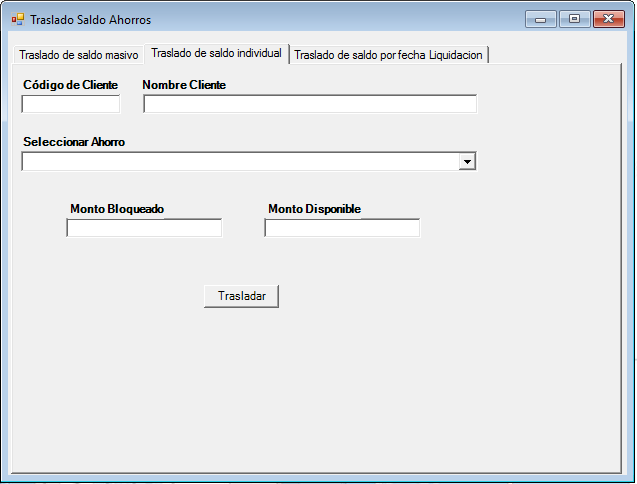 Traslado Saldo Ahorros
Traslado de saldo masivo Traslado de saldo individual Traslado de saldo por fecha Liquidacion
Código de Cliente Nombre Cliente
Seleccionar Ahorro
Monto Bloqueado Monto Disponible
Trasladar